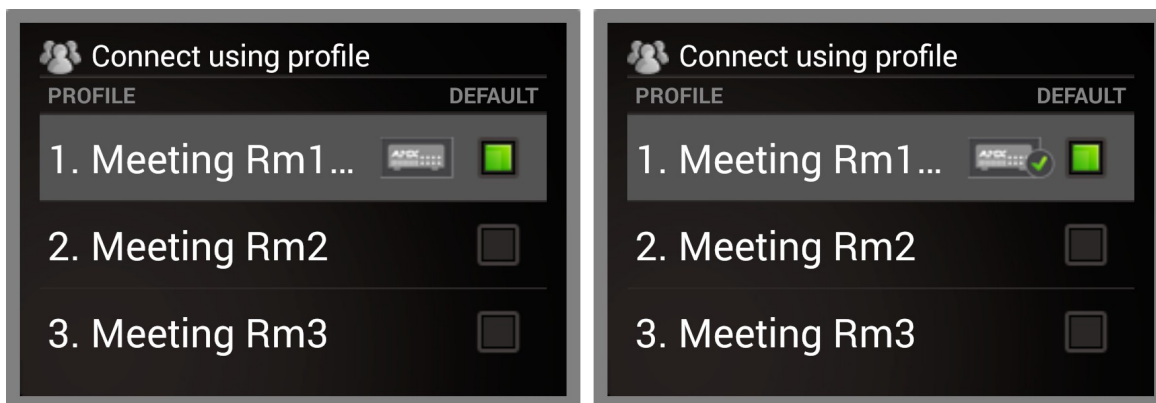 Connect using profile
PROFILE DEFAULT
1. Meeting Rm1...
2. Meeting Rm2
3. Meeting Rm3
Connect using profile
PROFILE DEFAULT
1. Meeting Rm1...
2. Meeting Rm2
3. Meeting Rm3